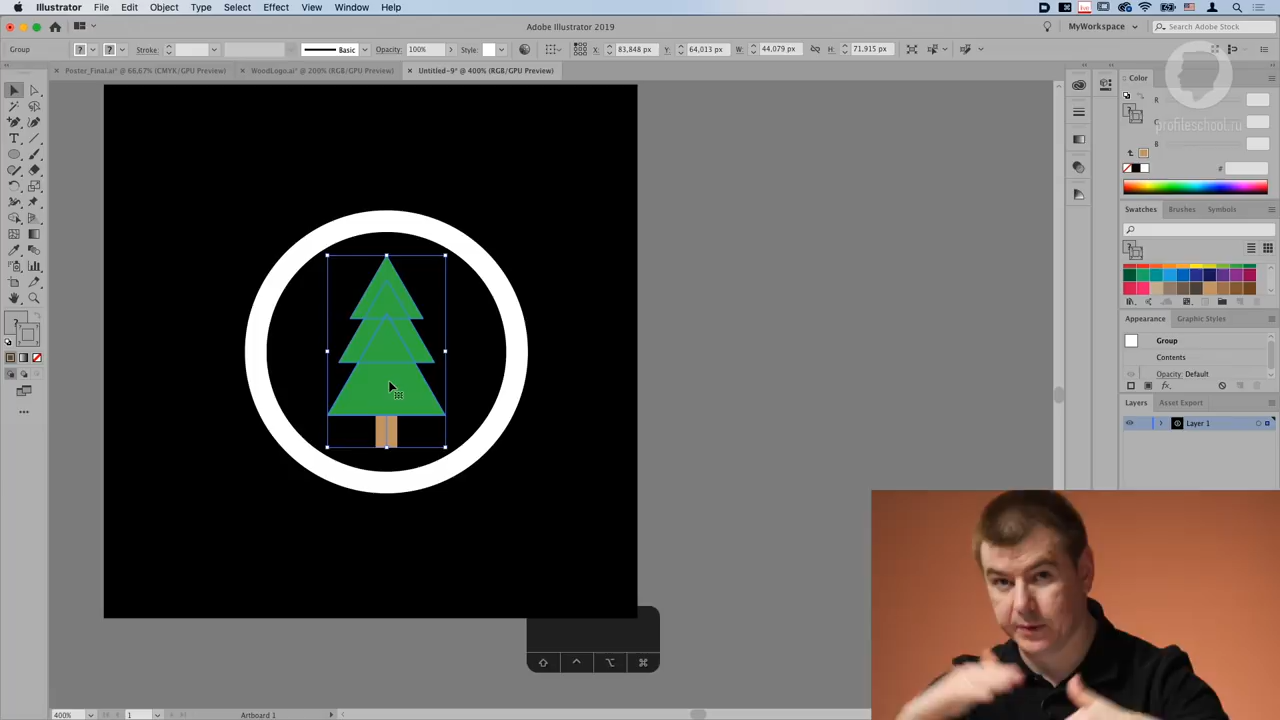 Illustrator File Edit Object Type Select Effect View Window Help
Adobe Illustrator 2019
MyWorkspace
Search Adobe Stock
Group
Stroke:
Basic
Opacity: 100%
Style:
X: 83,848 px
Y: 64,013 px
W: 44,079 px
H: 71,915 px
× Poster_Final.ai* @ 66,67% (CMYK/GPU Preview)
× WoodLogo.ai* @ 200% (RGB/GPU Preview)
× Untitled-9* @ 400% (RGB/GPU Preview)
Color
R
G
B
#
profileschool.ru
Swatches Brushes Symbols
Appearance Graphic Styles
Group
Contents
Opacity: Default
fx
Layers Asset Export
Layer 1
400%
1
Artboard 1